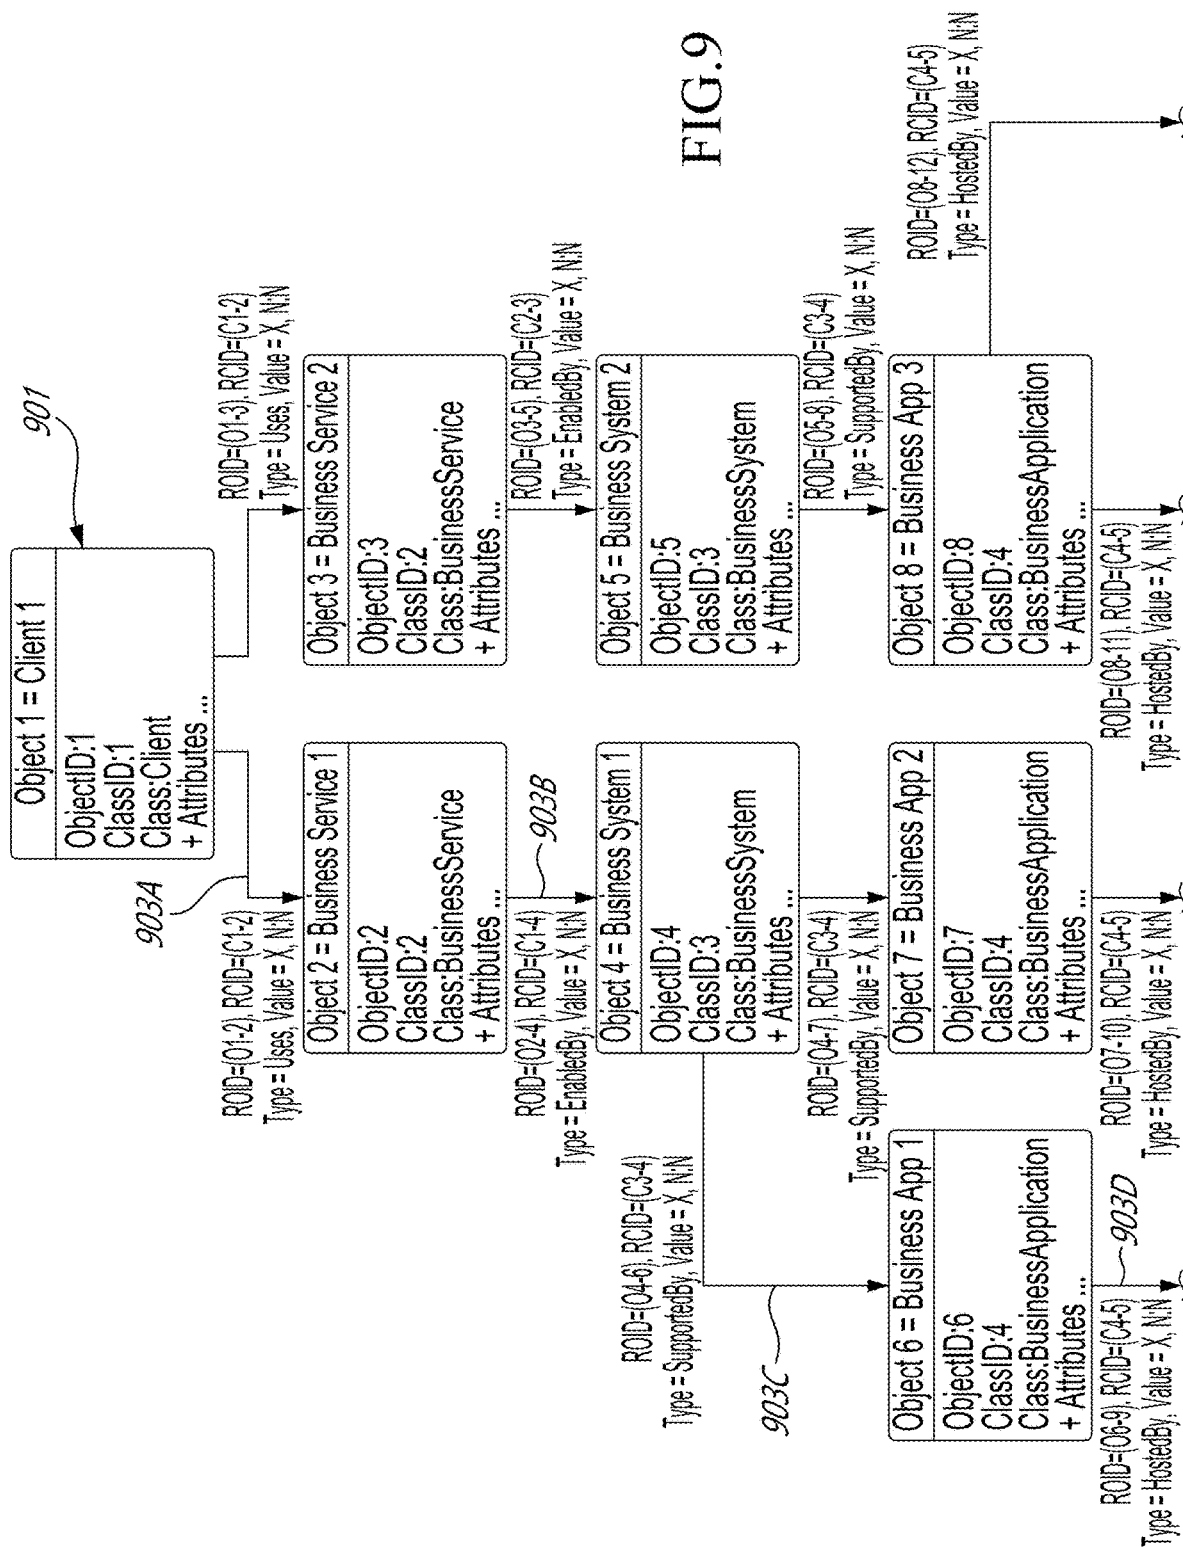 901
Object 1 = Client 1
ObjectID:1
ClassID:1
Class:Client
+ Attributes ...
903A
ROID=(O1-2), RCID=(C1-2)
Type = Uses, Value = X, N:N
ROID=(O1-3), RCID=(C1-2)
Type = Uses, Value = X, N:N
Object 2 = Business Service 1
ObjectID:2
ClassID:2
Class:BusinessService
+ Attributes ...
Object 3 = Business Service 2
ObjectID:3
ClassID:2
Class:BusinessService
+ Attributes ...
903B
ROID=(O2-4), RCID=(C1-4)
Type = EnabledBy, Value = X, N:N
ROID=(O3-5), RCID=(C2-3)
Type = EnabledBy, Value = X, N:N
Object 4 = Business System 1
ObjectID:4
ClassID:3
Class:BusinessSystem
+ Attributes ...
Object 5 = Business System 2
ObjectID:5
ClassID:3
Class:BusinessSystem
+ Attributes ...
ROID=(O4-6), RCID=(C3-4)
Type = SupportedBy, Value = X, N:N
903C
ROID=(O4-7), RCID=(C3-4)
Type = SupportedBy, Value = X, N:N
ROID=(O5-8), RCID=(C3-4)
Type = SupportedBy, Value = X, N:N
Object 6 = Business App 1
ObjectID:6
ClassID:4
Class:BusinessApplication
+ Attributes ...
Object 7 = Business App 2
ObjectID:7
ClassID:4
Class:BusinessApplication
+ Attributes ...
Object 8 = Business App 3
ObjectID:8
ClassID:4
Class:BusinessApplication
+ Attributes ...
ROID=(O6-9), RCID=(C4-5)
Type = HostedBy, Value = X, N:N
903D
ROID=(O7-10), RCID=(C4-5)
Type = HostedBy, Value = X, N:N
ROID=(O8-11), RCID=(C4-5)
Type = HostedBy, Value = X, N:N
ROID=(O8-12), RCID=(C4-5)
Type = HostedBy, Value = X, N:N
FIG.9